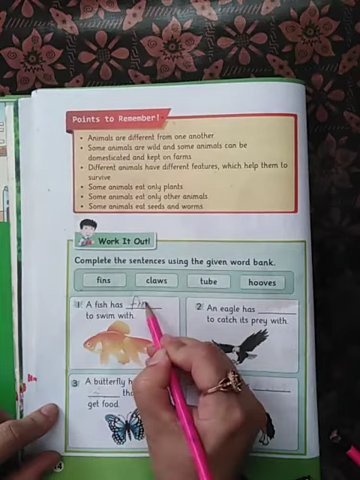 Points to Remember!
• Animals are different from one another
• Some animals are wild and some animals can be
domesticated and kept on farms
• Different animals have different features, which help them to
survive
• Some animals eat only plants
• Some animals eat only other animals
• Some animals eat seeds and worms
Work It Out!
Complete the sentences using the given word bank.
fins claws tube hooves
1 A fish has fin
to swim with.
2 An eagle has
to catch its prey with.
3 A butterfly
get food.